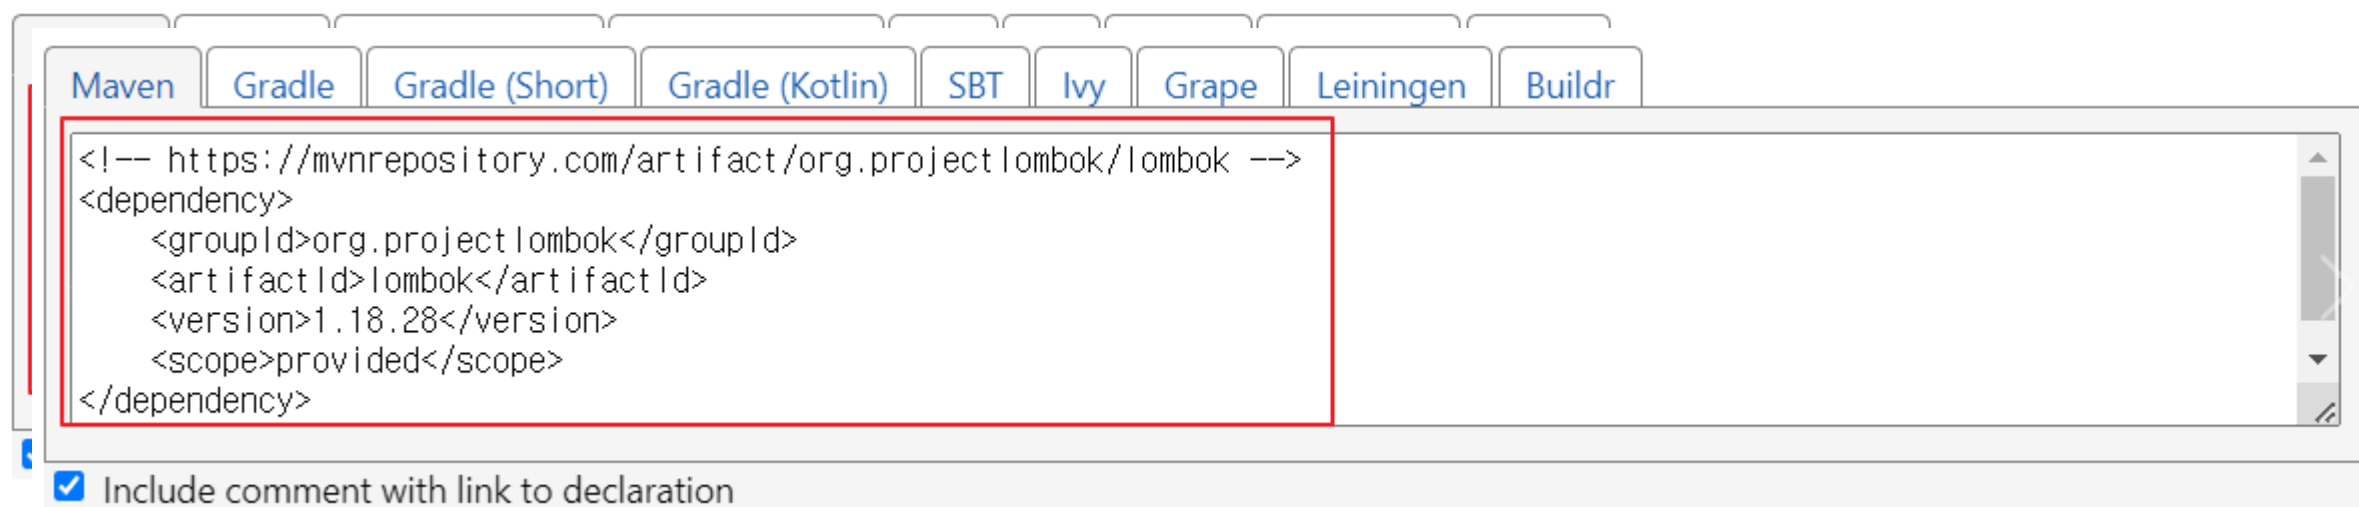 Maven Gradle Gradle (Short) Gradle (Kotlin) SBT Ivy Grape Leiningen Buildr
<!-- https://mvnrepository.com/artifact/org.projectlombok/lombok -->
<dependency>
    <groupId>org.projectlombok</groupId>
    <artifactId>lombok</artifactId>
    <version>1.18.28</version>
    <scope>provided</scope>
</dependency>
Include comment with link to declaration